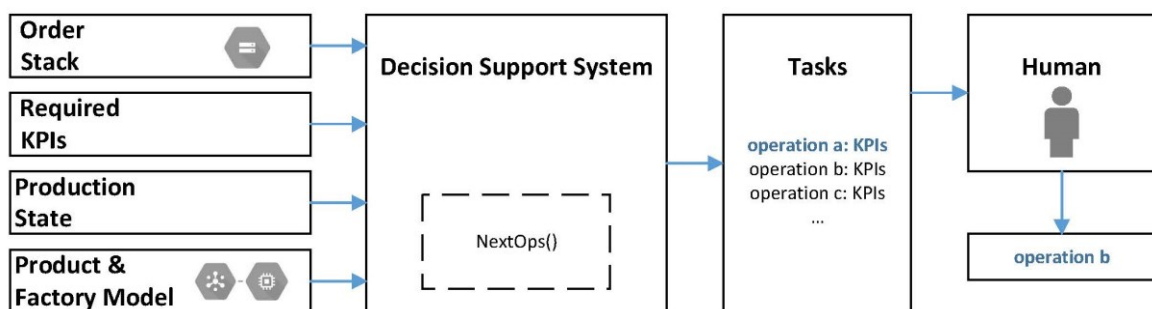 Order
Stack
Required
KPIs
Production
State
Product &
Factory Model
Decision Support System
NextOps()
Tasks
operation a: KPIs
operation b: KPIs
operation c: KPIs
...
Human
operation b